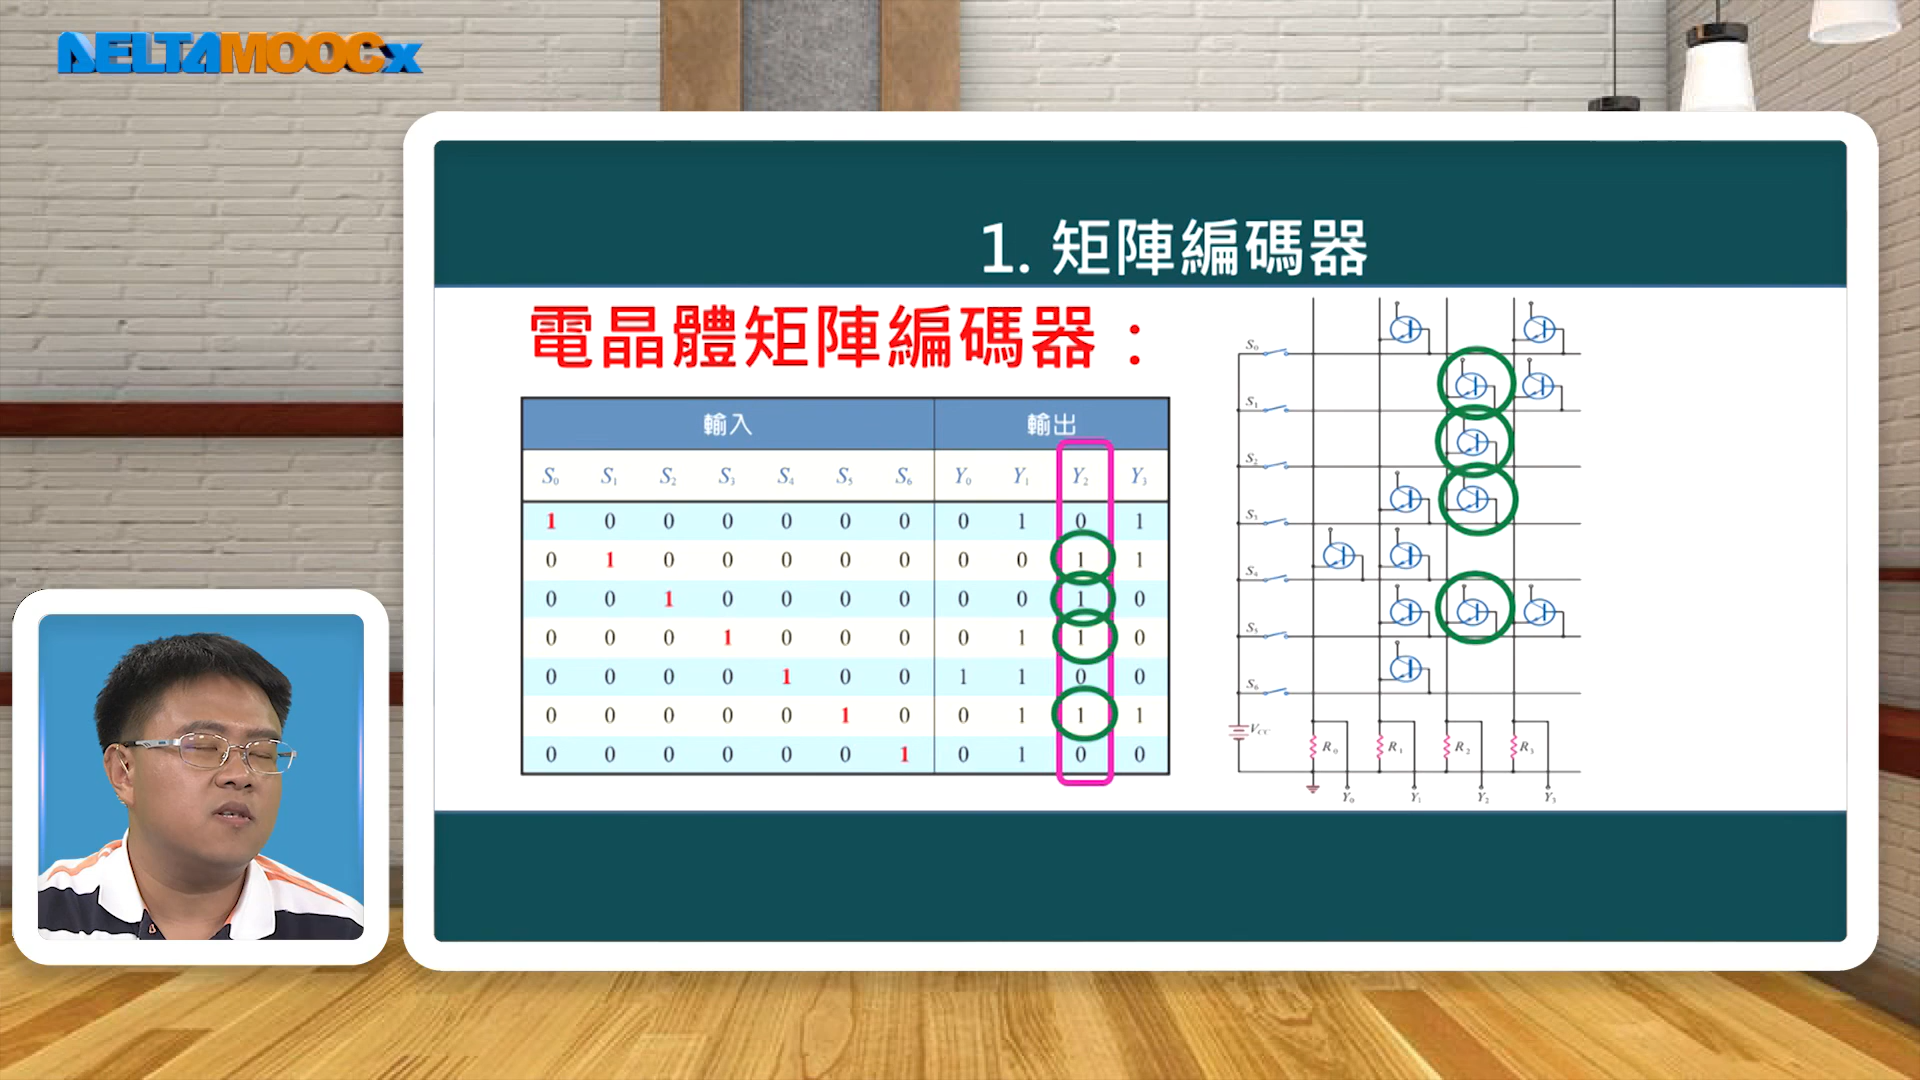 DELTAMOOCx
1. 矩陣編碼器
電晶體矩陣編碼器：
輸入 輸出
S₀ S₁ S₂ S₃ S₄ S₅ S₆ Y₀ Y₁ Y₂ Y₃
1 0 0 0 0 0 0 0 1 0 1
0 1 0 0 0 0 0 0 0 1 1
0 0 1 0 0 0 0 0 0 1 0
0 0 0 1 0 0 0 0 1 1 0
0 0 0 0 1 0 0 1 1 0 0
0 0 0 0 0 1 0 0 1 1 1
0 0 0 0 0 0 1 0 1 0 0
S₀
S₁
S₂
S₃
S₄
S₅
S₆
VCC
R₀ R₁ R₂ R₃
Y₀ Y₁ Y₂ Y₃